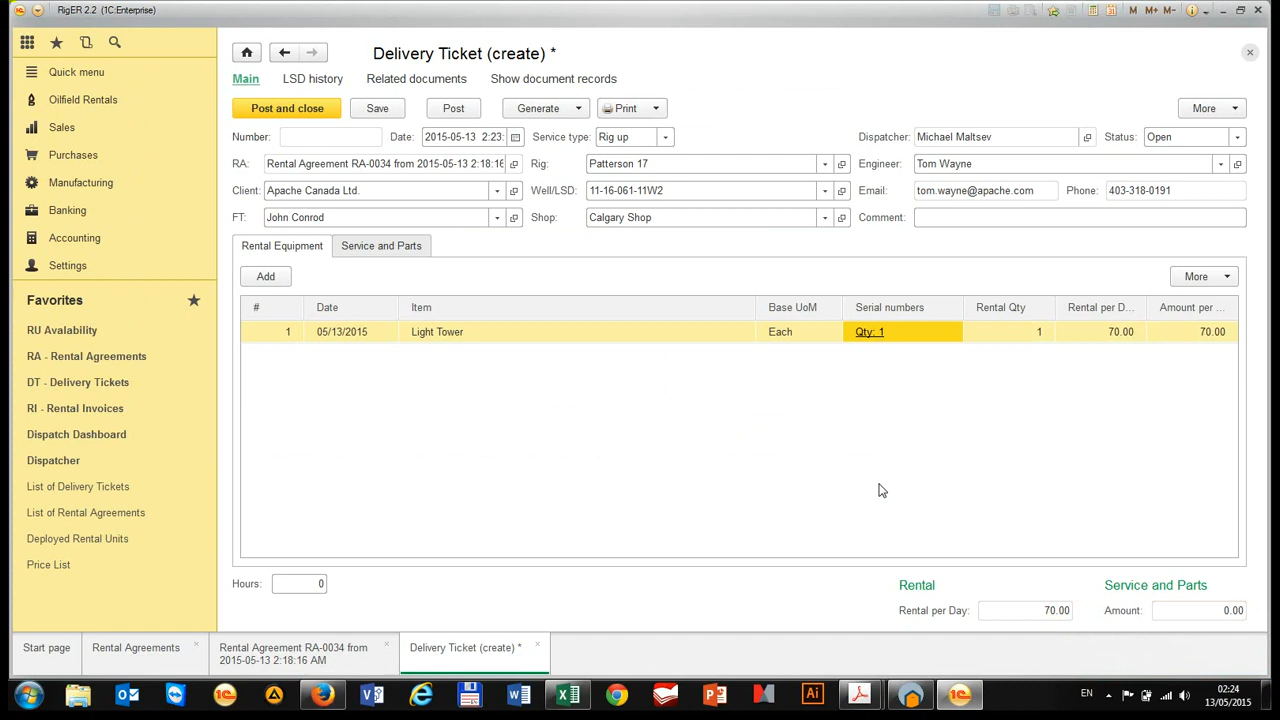 RigER 2.2 (1C:Enterprise)
M M+ M-
Quick menu
Oilfield Rentals
Sales
Purchases
Manufacturing
Banking
Accounting
Settings
Favorites
RU Avalability
RA - Rental Agreements
DT - Delivery Tickets
RI - Rental Invoices
Dispatch Dashboard
Dispatcher
List of Delivery Tickets
List of Rental Agreements
Deployed Rental Units
Price List
Delivery Ticket (create) *
Main LSD history Related documents Show document records
Post and close Save Post Generate Print More
Number: Date: 2015-05-13 2:23: Service type: Rig up Dispatcher: Michael Maltsev Status: Open
RA: Rental Agreement RA-0034 from 2015-05-13 2:18:16 Rig: Patterson 17 Engineer: Tom Wayne
Client: Apache Canada Ltd. Well/LSD: 11-16-061-11W2 Email: tom.wayne@apache.com Phone: 403-318-0191
FT: John Conrod Shop: Calgary Shop Comment:
Rental Equipment Service and Parts
Add More
# Date Item Base UoM Serial numbers Rental Qty Rental per D... Amount per ...
1 05/13/2015 Light Tower Each Qty: 1 1 70.00 70.00
Hours: 0 Rental Service and Parts
Rental per Day: 70.00 Amount: 0.00
Start page Rental Agreements Rental Agreement RA-0034 from
2015-05-13 2:18:16 AM Delivery Ticket (create) *
EN 02:24
13/05/2015